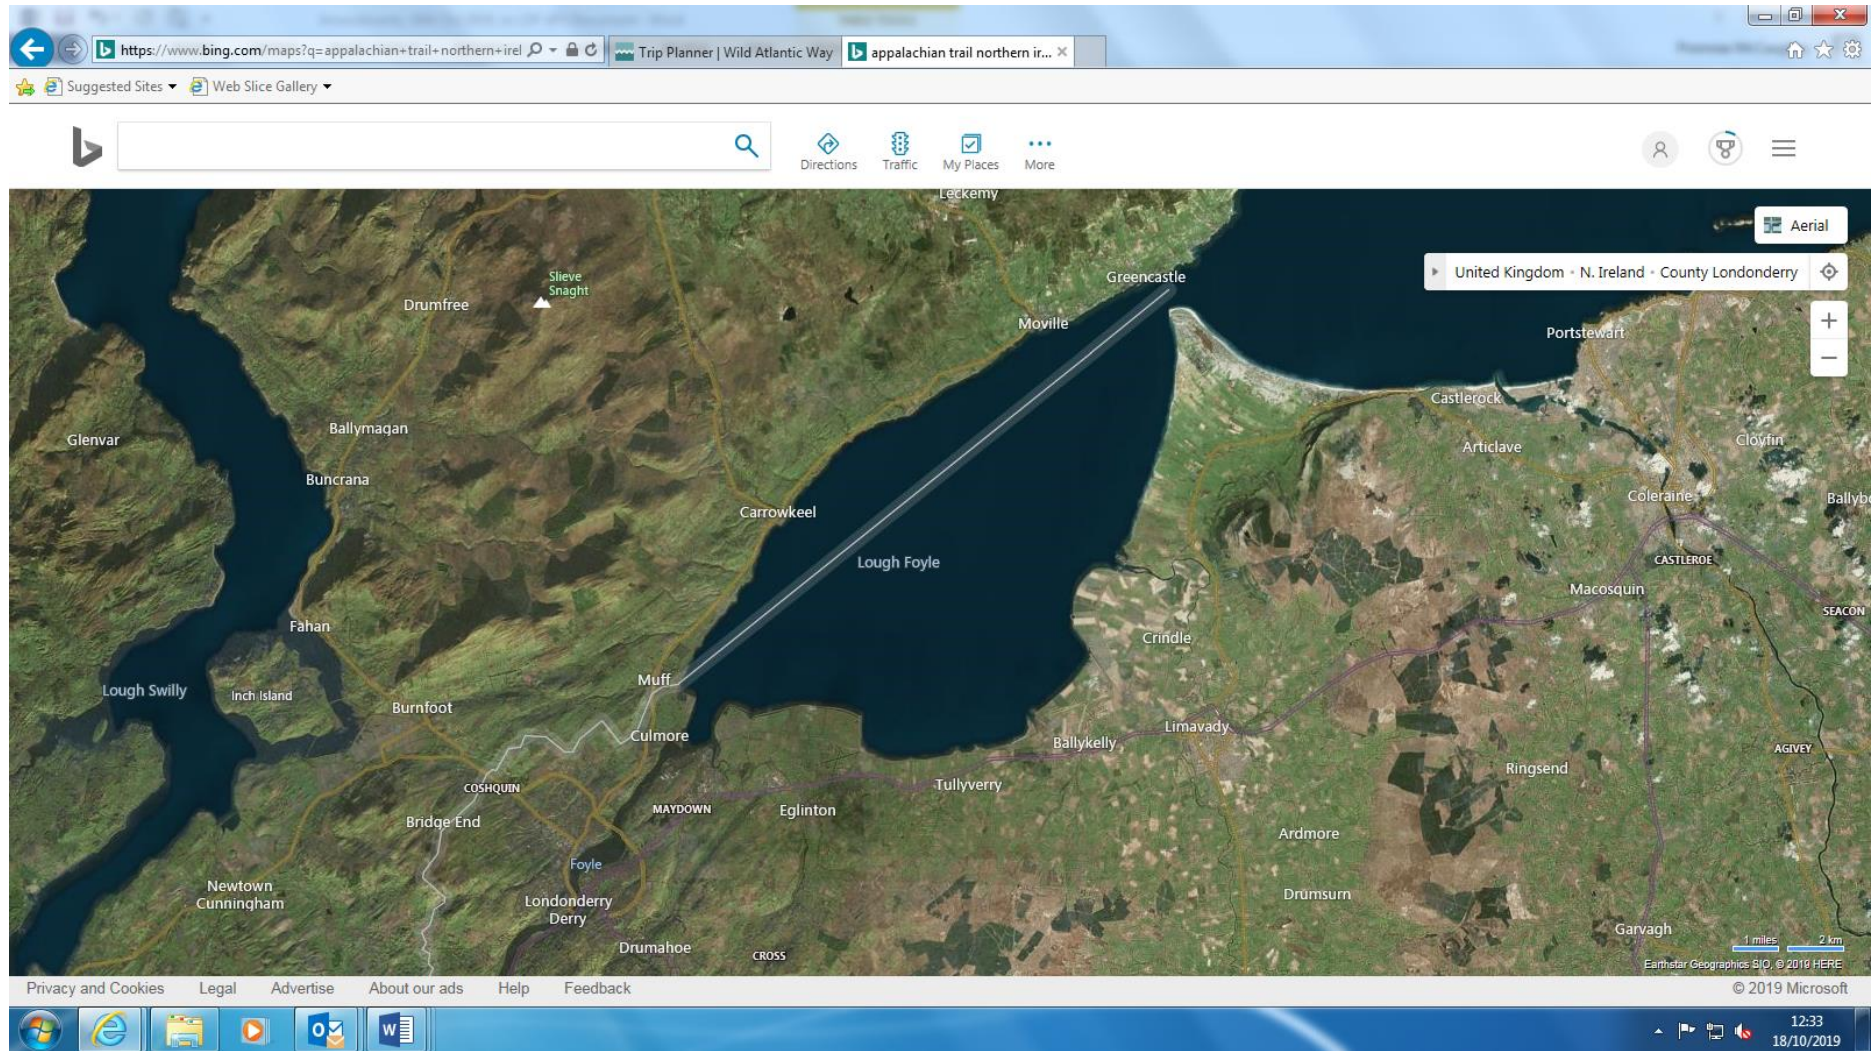 https://www.bing.com/maps?q=appalachian+trail+northern+irel
Trip Planner | Wild Atlantic Way
appalachian trail northern ir...
Suggested Sites
Web Slice Gallery
Directions
Traffic
My Places
More
Aerial
United Kingdom • N. Ireland • County Londonderry
Leckemy
Greencastle
Slieve
Snaght
Drumfree
Moville
Portstewart
Castlerock
Glenvar
Ballymagan
Articlave
Cloyfin
Buncrana
Coleraine
Ballyb
Carrowkeel
Lough Foyle
CASTLEROE
Macosquin
SEACON
Fahan
Crindle
Muff
Lough Swilly
Inch Island
Burnfoot
Culmore
Limavady
Ballykelly
AGIVEY
Ringsend
COSHQUIN
Tullyverry
MAYDOWN
Eglinton
Bridge End
Ardmore
Foyle
Newtown
Cunningham
Londonderry
Derry
Drumsurn
Garvagh
Drumahoe
CROSS
1 miles
2 km
Earthstar Geographics SIO, © 2019 HERE
Privacy and Cookies
Legal
Advertise
About our ads
Help
Feedback
© 2019 Microsoft
12:33
18/10/2019